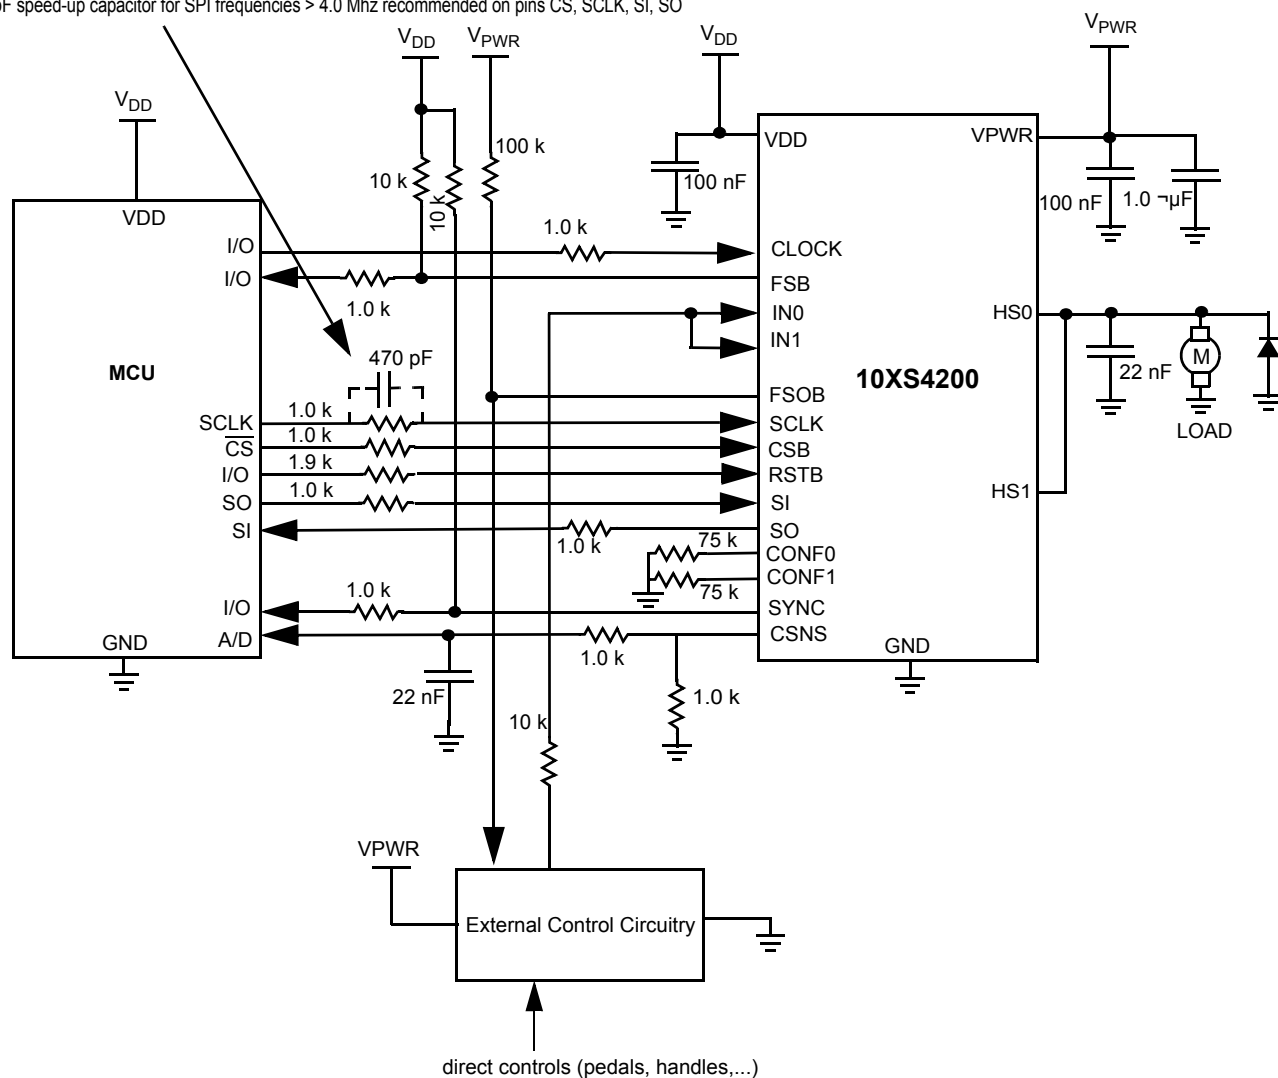 F speed-up capacitor for SPI frequencies > 4.0 Mhz recommended on pins CS, SCLK, SI, SO
VDD
VPWR
VDD
VPWR
VDD
100 k
10 k
10 k
VDD
100 nF
VPWR
100 nF
1.0 ¬µF
VDD
I/O
1.0 k
CLOCK
I/O
1.0 k
FSB
IN0
IN1
HS0
MCU
470 pF
10XS4200
22 nF
M
LOAD
FSOB
SCLK
1.0 k
SCLK
CS
1.0 k
CSB
I/O
1.9 k
RSTB
HS1
SO
1.0 k
SI
SI
1.0 k
SO
75 k
CONF0
75 k
CONF1
I/O
1.0 k
SYNC
A/D
1.0 k
CSNS
GND
GND
22 nF
1.0 k
10 k
VPWR
External Control Circuitry
direct controls (pedals, handles,...)